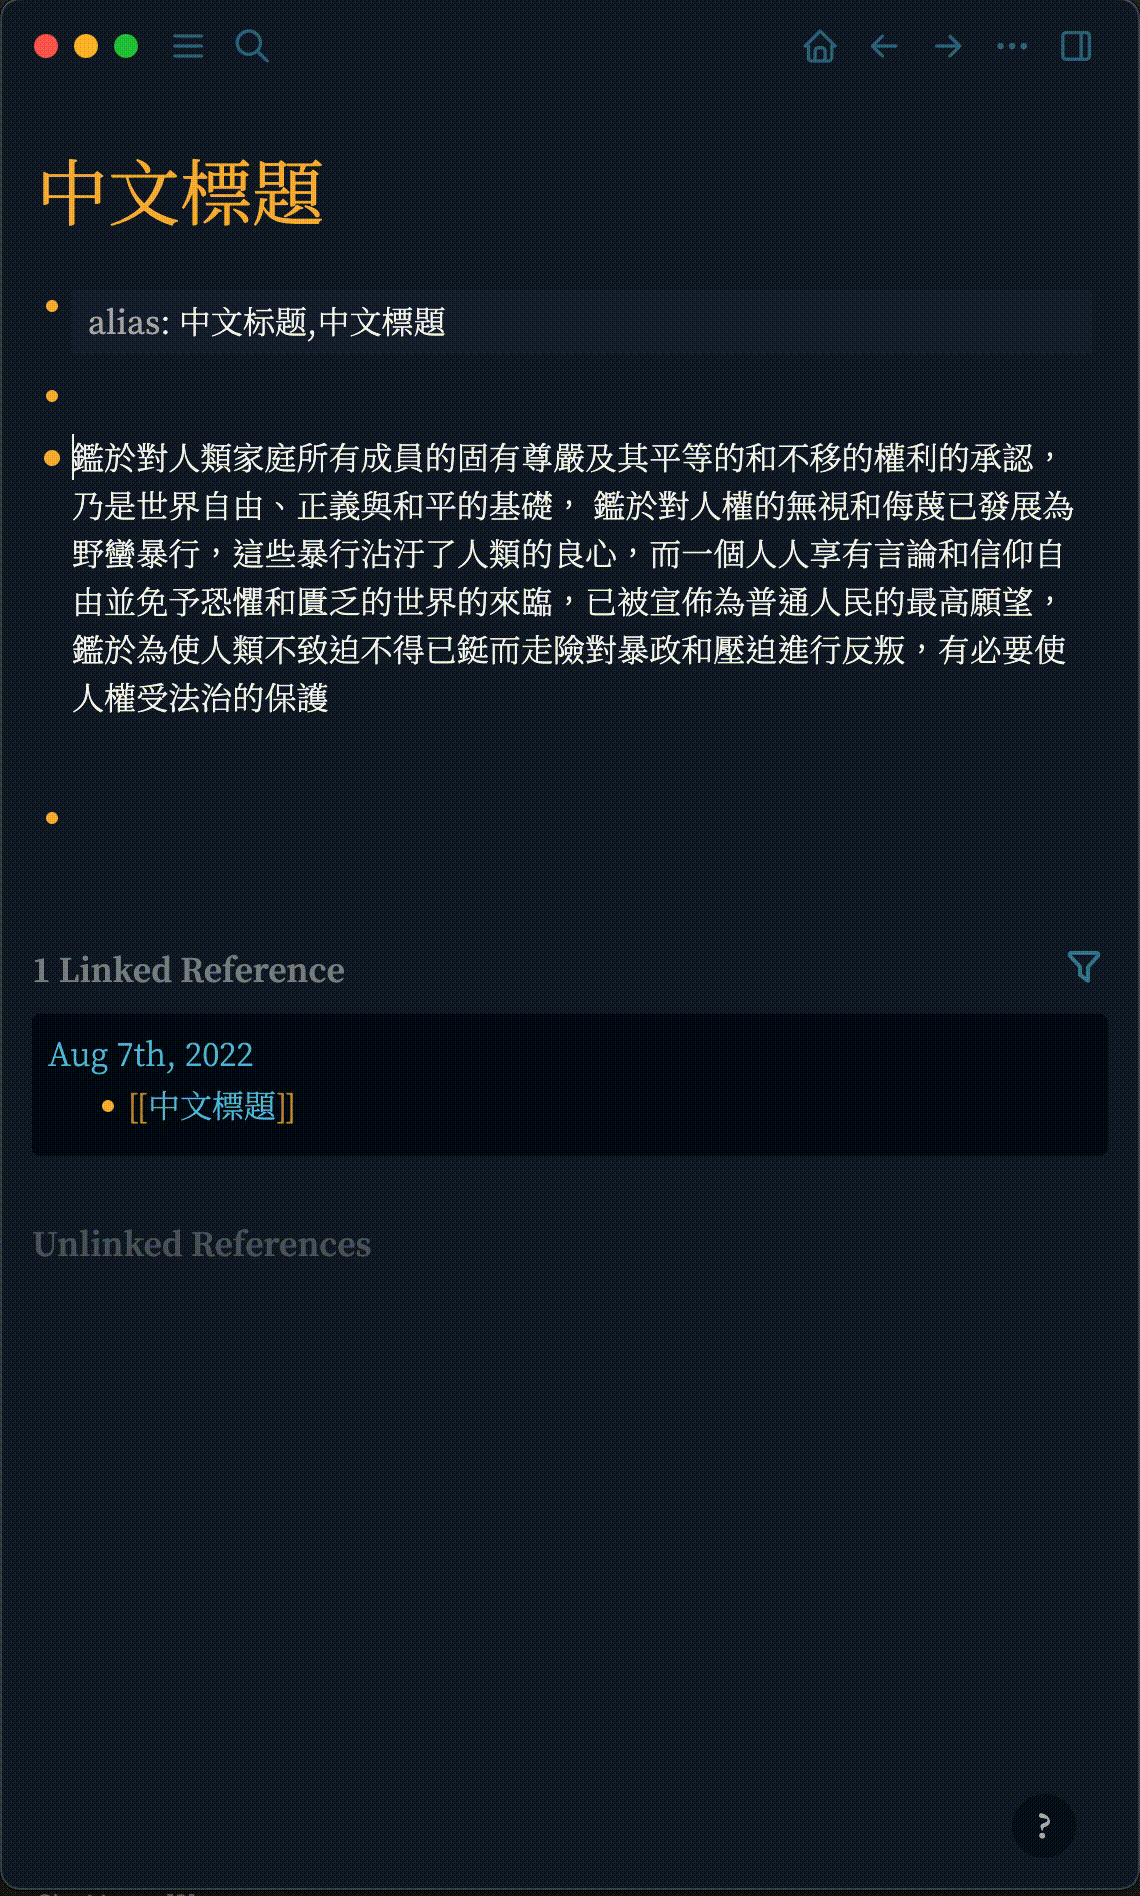 中文標題
alias: 中文标题,中文標題
鑑於對人類家庭所有成員的固有尊嚴及其平等的和不移的權利的承認，
乃是世界自由、正義與和平的基礎， 鑑於對人權的無視和侮蔑已發展為
野蠻暴行，這些暴行沾汙了人類的良心，而一個人人享有言論和信仰自
由並免予恐懼和匱乏的世界的來臨，已被宣佈為普通人民的最高願望，
鑑於為使人類不致迫不得已鋌而走險對暴政和壓迫進行反叛，有必要使
人權受法治的保護
1 Linked Reference
Aug 7th, 2022
[[中文標題]]
Unlinked References
?